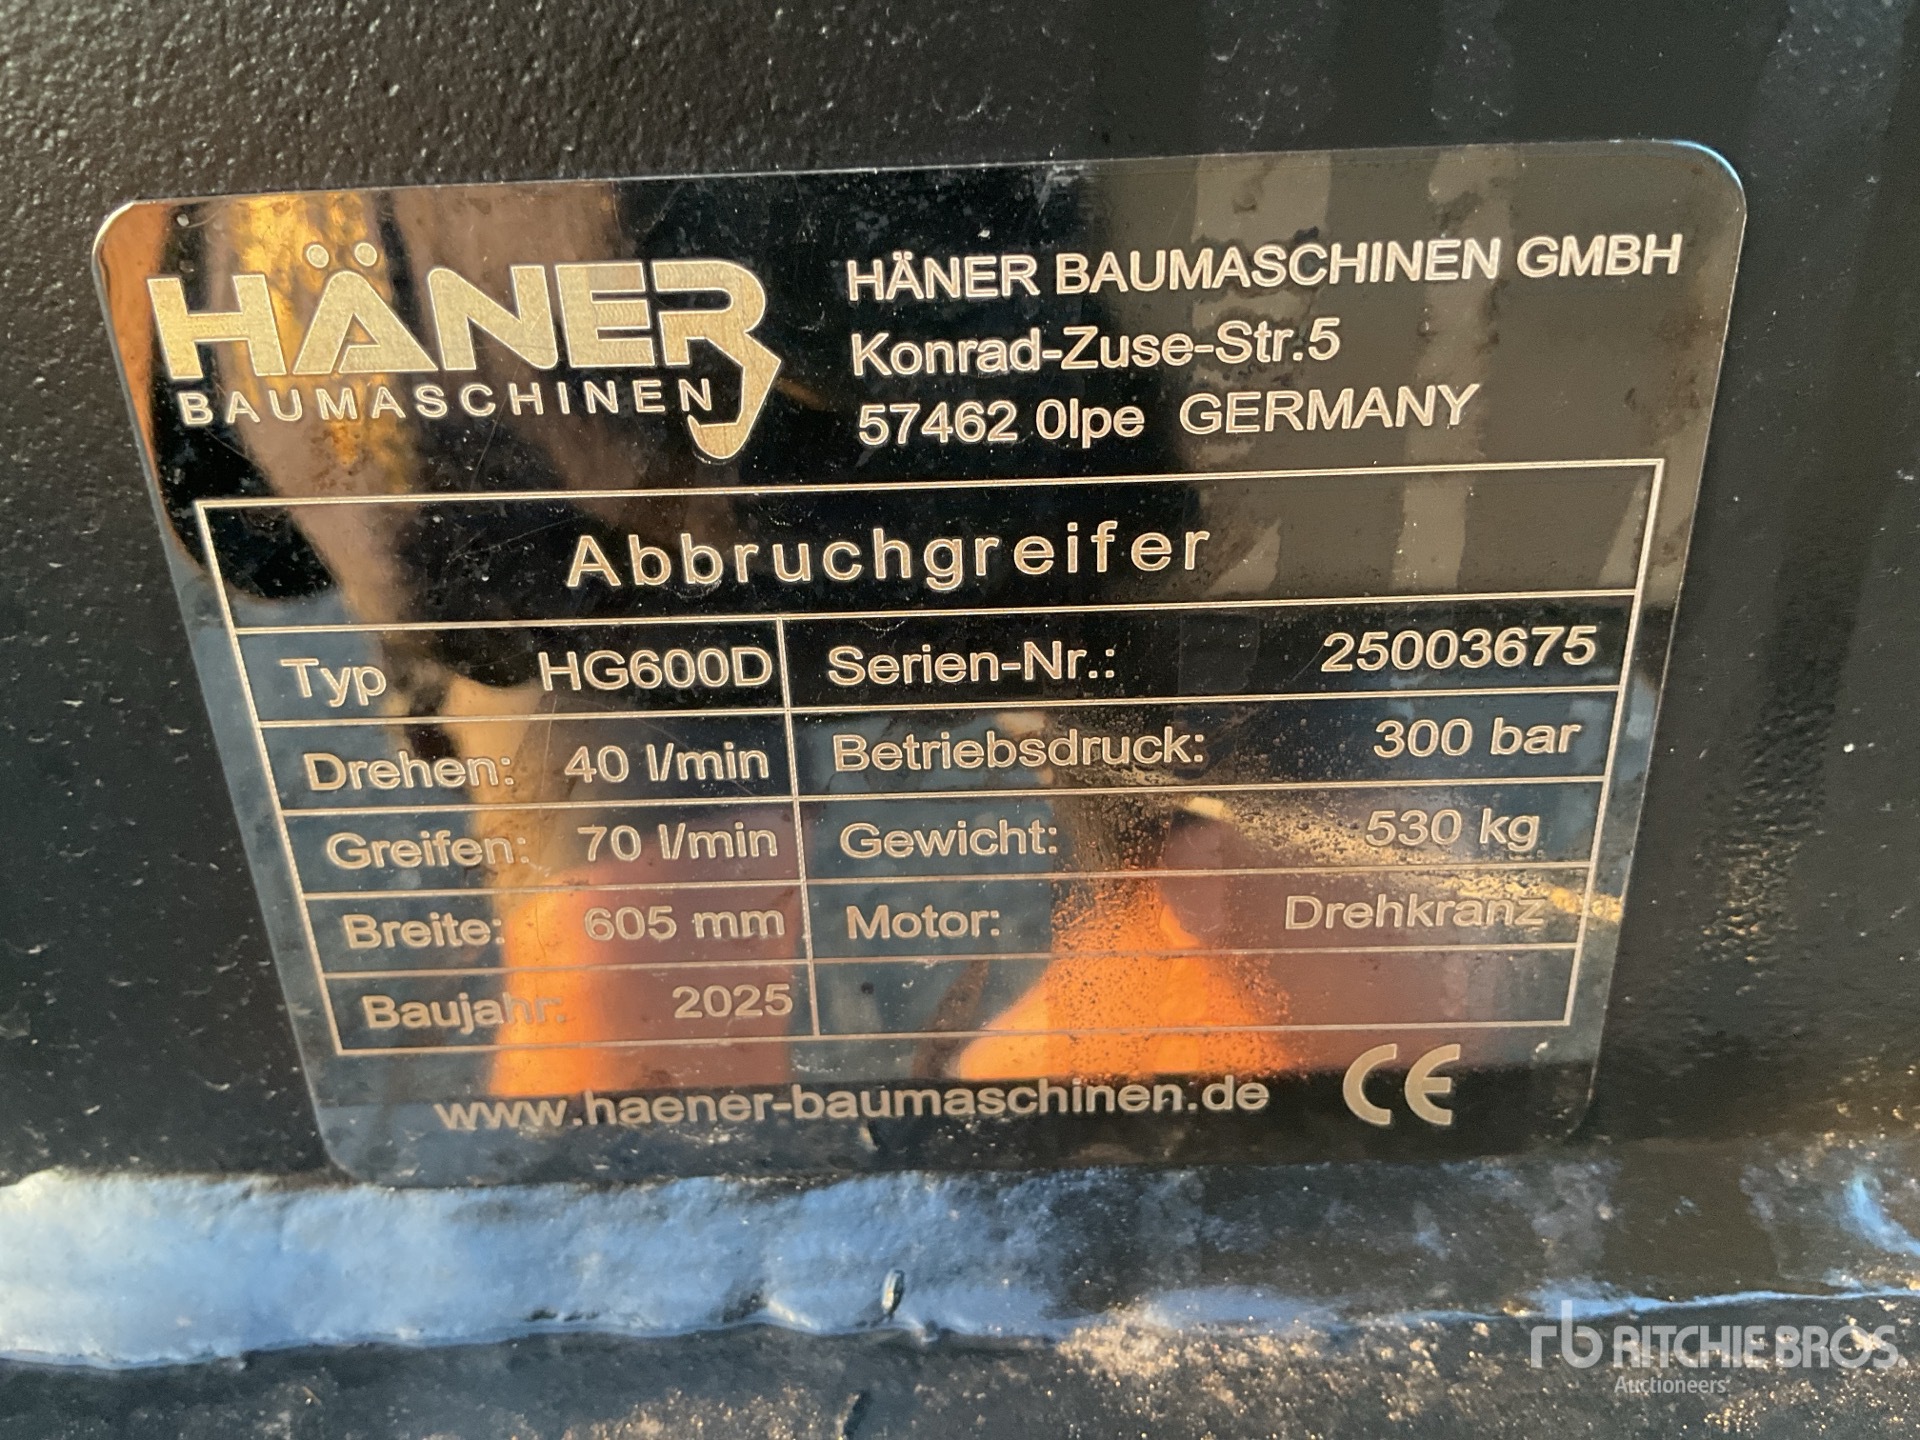 HÄNER
BAUMASCHINEN
HÄNER BAUMASCHINEN GMBH
Konrad-Zuse-Str.5
57462 Olpe GERMANY
Abbruchgreifer
Typ HG600D Serien-Nr.: 25003675
Drehen: 40 l/min Betriebsdruck: 300 bar
Greifen: 70 l/min Gewicht: 530 kg
Breite: 605 mm Motor: Drehkranz
Baujahr: 2025
www.haener-baumaschinen.de CE
rb RITCHIE BROS.
Auctioneers